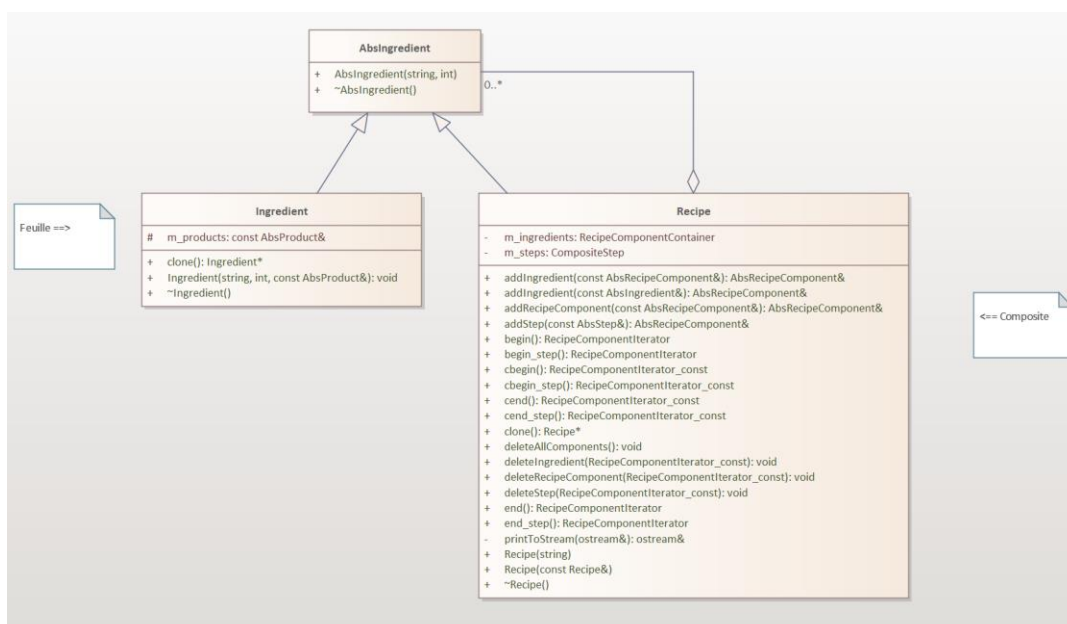 AbsIngredient
+ AbsIngredient(string, int)
+ ~AbsIngredient()
0..*
Feuille ==>
Ingredient
# m_products: const AbsProduct&
+ clone(): Ingredient*
+ Ingredient(string, int, const AbsProduct&): void
+ ~Ingredient()
Recipe
- m_ingredients: RecipeComponentContainer
- m_steps: CompositeStep
+ addIngredient(const AbsRecipeComponent&): AbsRecipeComponent&
+ addIngredient(const AbsIngredient&): AbsRecipeComponent&
+ addRecipeComponent(const AbsRecipeComponent&): AbsRecipeComponent&
+ addStep(const AbsStep&): AbsRecipeComponent&
+ begin(): RecipeComponentIterator
+ begin_step(): RecipeComponentIterator
+ cbegin(): RecipeComponentIterator_const
+ cbegin_step(): RecipeComponentIterator_const
+ cend(): RecipeComponentIterator_const
+ cend_step(): RecipeComponentIterator_const
+ clone(): Recipe*
+ deleteAllComponents(): void
+ deleteIngredient(RecipeComponentIterator_const): void
+ deleteRecipeComponent(RecipeComponentIterator_const): void
+ deleteStep(RecipeComponentIterator_const): void
+ end(): RecipeComponentIterator
+ end_step(): RecipeComponentIterator
- printToStream(ostream&): ostream&
+ Recipe(string)
+ Recipe(const Recipe&)
+ ~Recipe()
<== Composite